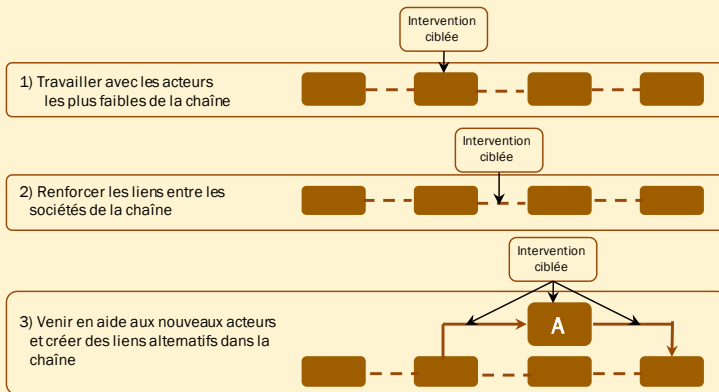 Intervention
ciblée
1) Travailler avec les acteurs
les plus faibles de la chaîne
Intervention
ciblée
2) Renforcer les liens entre les
sociétés de la chaîne
Intervention
ciblée
A
3) Venir en aide aux nouveaux acteurs
et créer des liens alternatifs dans la
chaîne